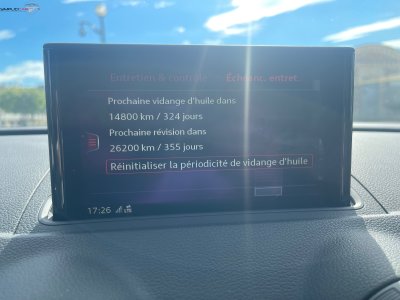 Entretien & contrôle
Échéanc. entret.
Prochaine vidange d'huile dans
14800 km / 324 jours
Prochaine révision dans
26200 km / 355 jours
Réinitialiser la périodicité de vidange d'huile
17:26